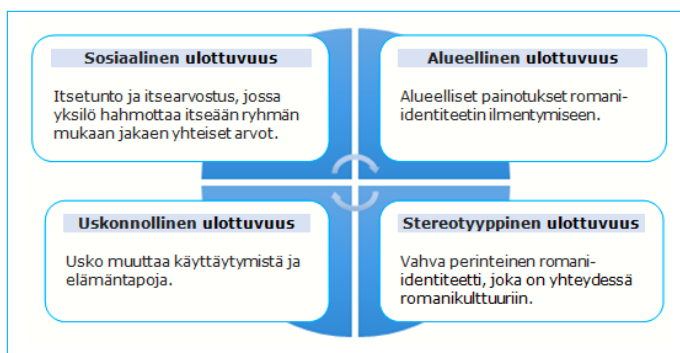 Sosiaalinen ulottuvuus
Itsetunto ja itsearvostus, jossa
yksilö hahmottaa itseään ryhmän
mukaan jakaen yhteiset arvot.
Alueellinen ulottuvuus
Alueelliset painotukset romani-
identiteetin ilmentymiseen.
Uskonnollinen ulottuvuus
Usko muuttaa käyttäytymistä ja
elämäntapoja.
Stereotyyppinen ulottuvuus
Vahva perinteinen romani-
identiteetti, joka on yhteydessä
romanikulttuuriin.